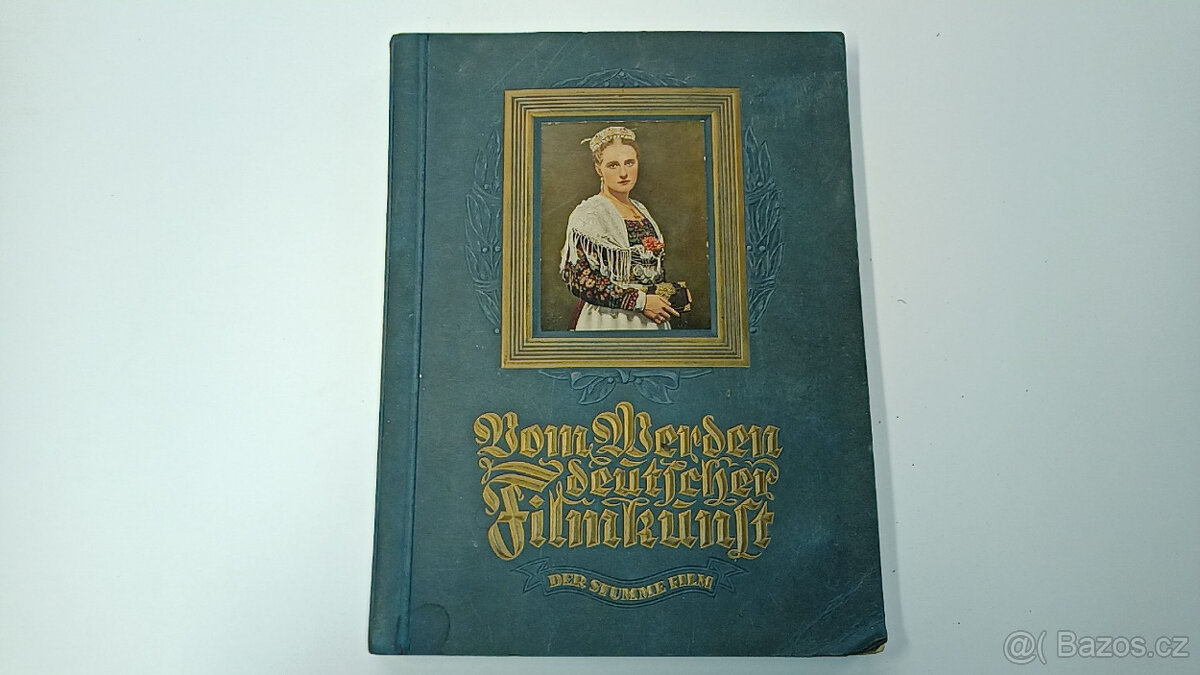 Vom Werden
deutscher
Filmkunst
DER STUMME FILM
@( Bazos.cz